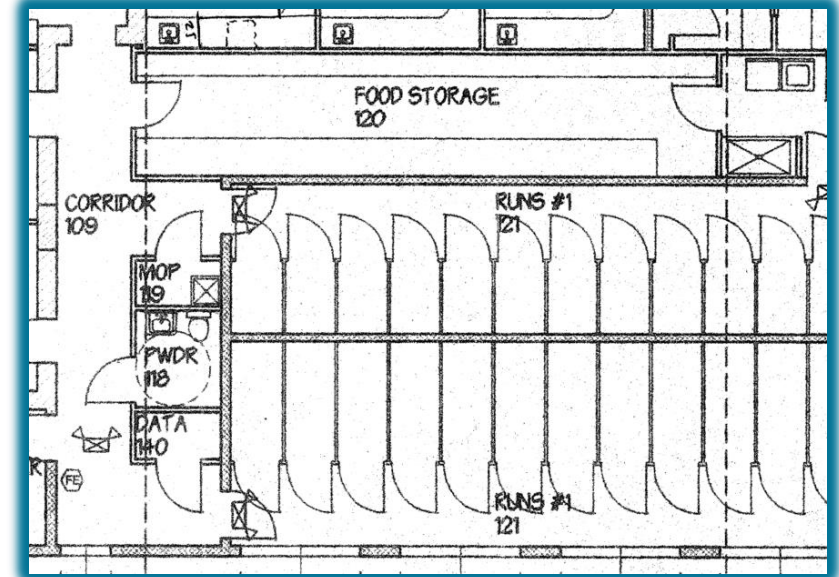 FOOD STORAGE
120
CORRIDOR
109
RUNS #1
121
MOP
119
PWDR
118
DATA
140
R
FE
RUNS #1
121